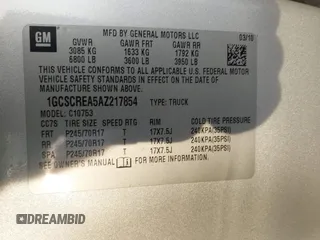 GM
MFD BY GENERAL MOTORS LLC
03/10
GVWR GAWR FRT GAWR RR
3085 KG 1633 KG 1792 KG
6800 LB 3600 LB 3950 LB
THIS VEHICLE CONFORMS TO ALL APPLICABLE U.S. FEDERAL MOTOR
VEHICLE SAFETY STANDARDS IN EFFECT ON THE DATE OF
MANUFACTURE SHOWN ABOVE.
1GCSCREA5AZ217854 TYPE: TRUCK
MODEL: C10753
CC7S TIRE SIZE SPEED RTG RIM COLD TIRE PRESSURE
FRT P245/70R17 T 17X7.5J 240KPA(35PSI)
RR P245/70R17 T 17X7.5J 240KPA(35PSI)
SPA P245/70R17 T 17X7.5J 240KPA(35PSI)
SEE OWNER'S MANUAL
DREAMBID